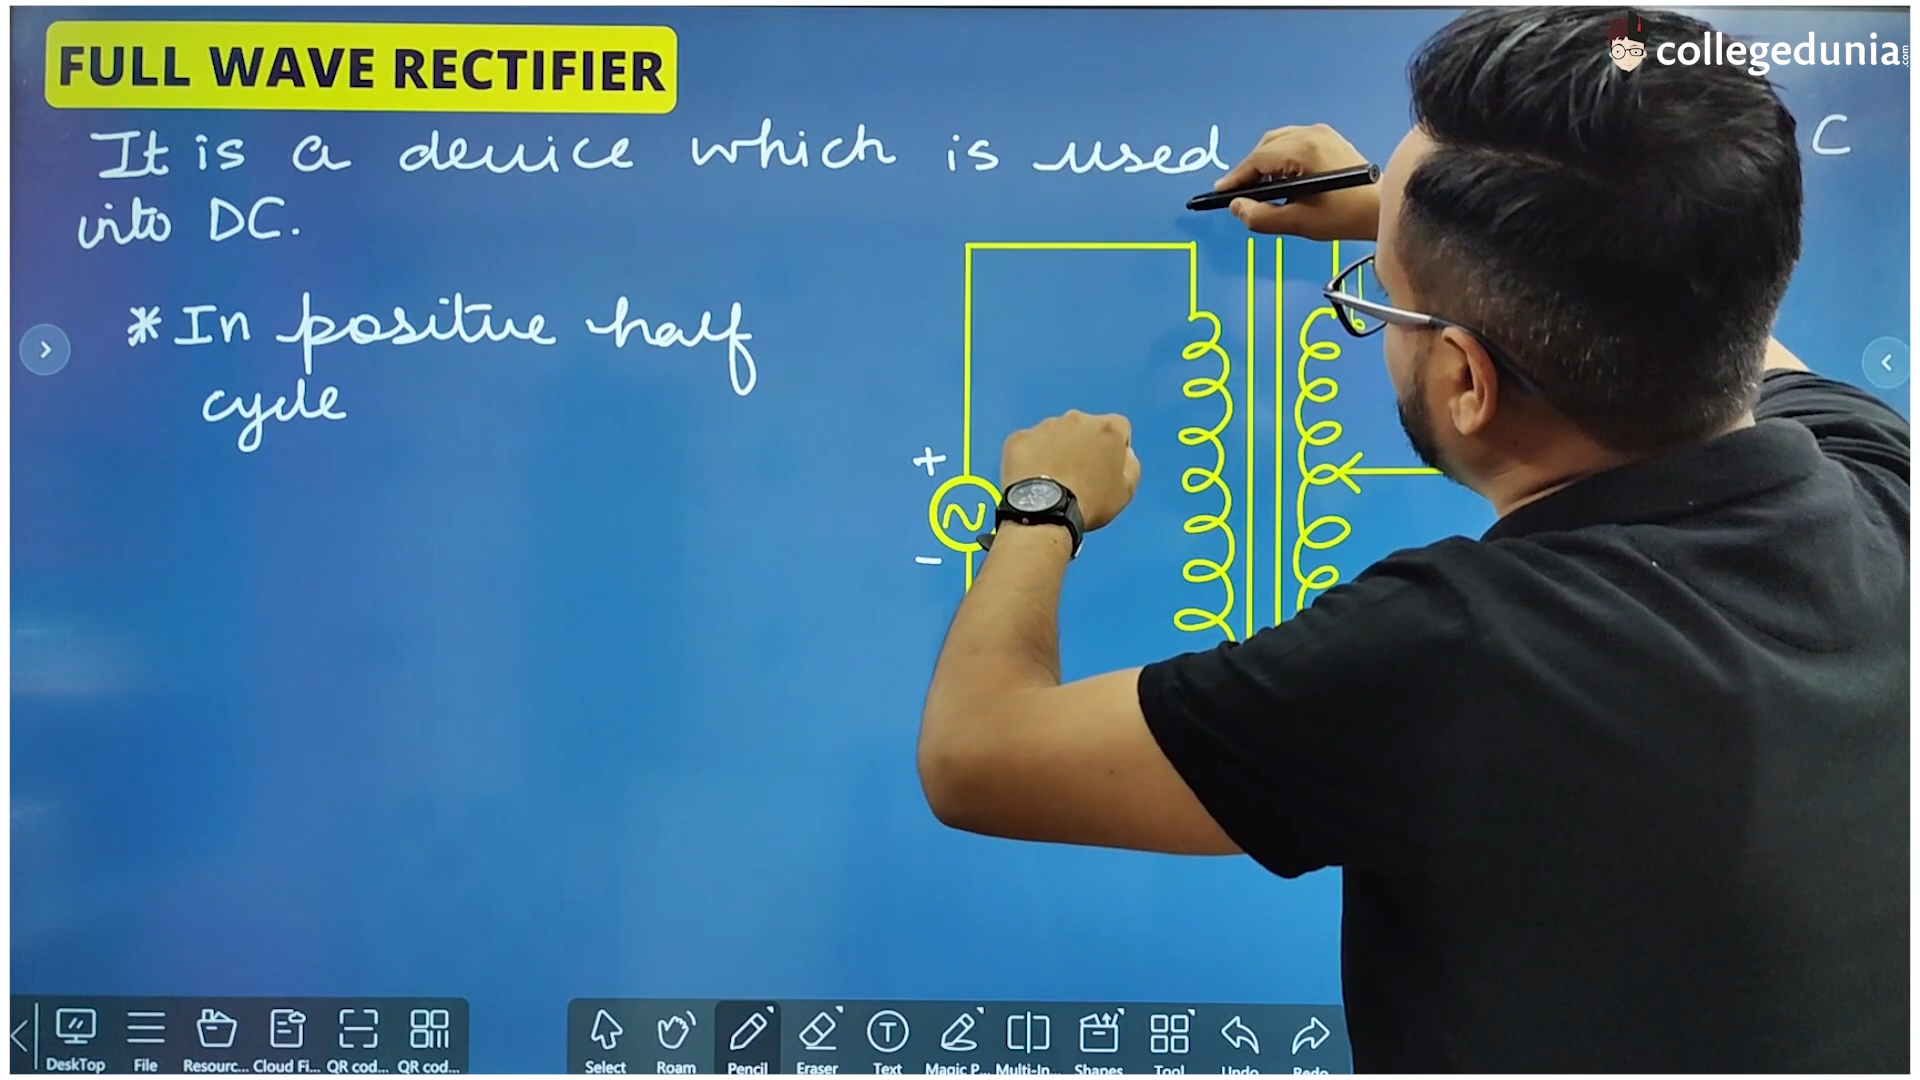 FULL WAVE RECTIFIER
collegedunia.com
It is a device which is used C
into DC.
* In positive half
cycle
+
-
DeskTop File Resourc... Cloud Fi... QR cod... QR cod...
Select Roam Pencil Eraser Text Magic P... Multi-In... Shapes Tool Undo Redo